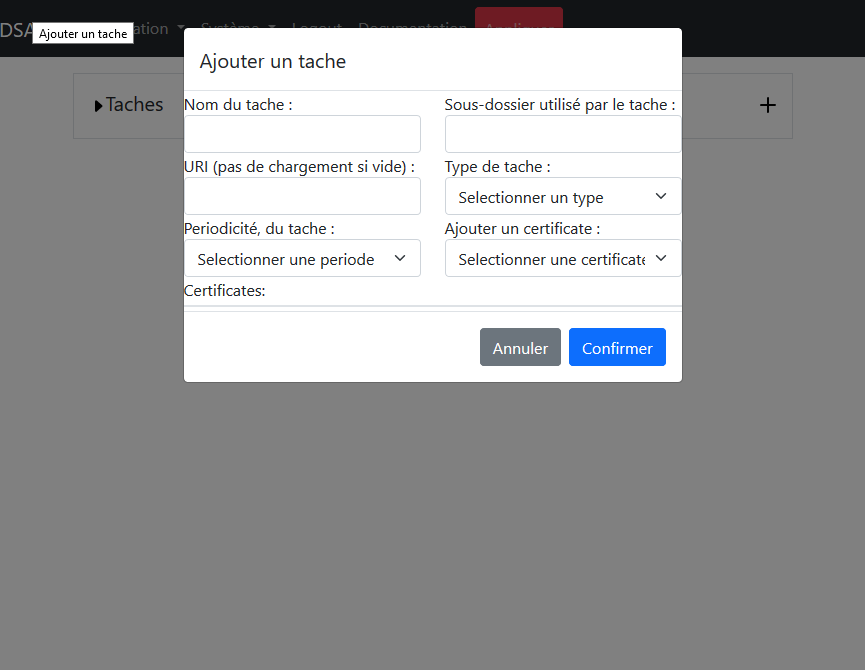 DSA
Ajouter un tache
ation
Système
Logout
Documentation
Appliquer
Ajouter un tache
Taches
Nom du tache :
Sous-dossier utilisé par le tache :
URI (pas de chargement si vide) :
Type de tache :
Selectionner un type
Periodicité, du tache :
Ajouter un certificate :
Selectionner une periode
Selectionner une certificate
Certificates:
Annuler
Confirmer